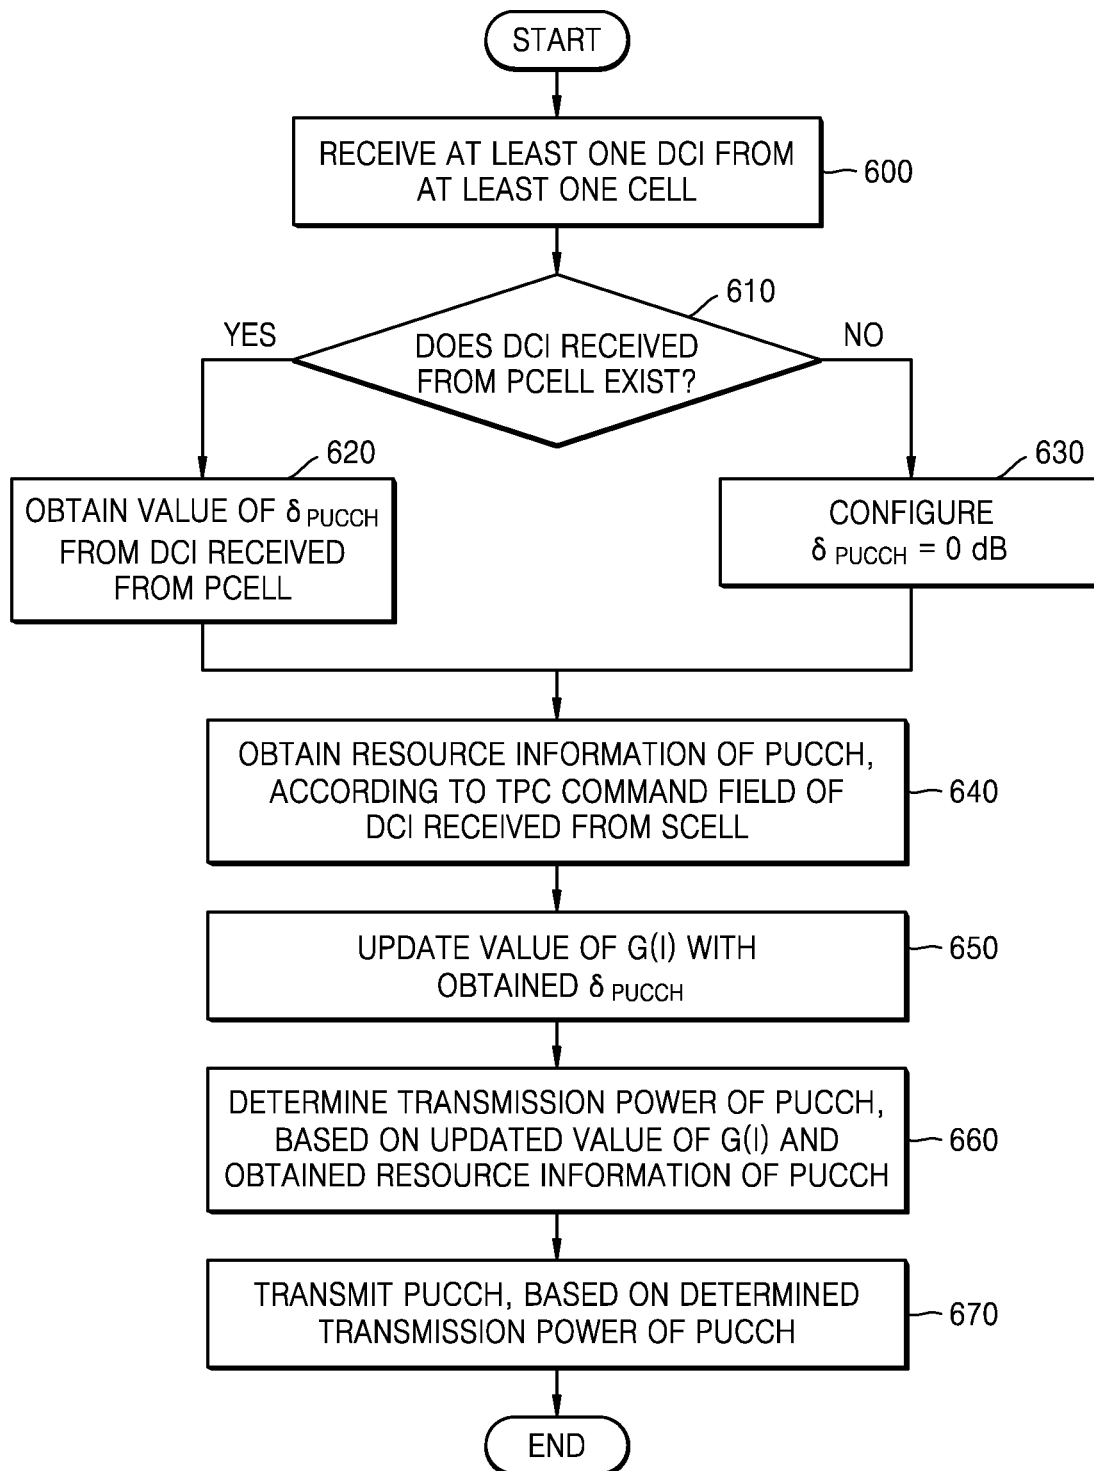 START
RECEIVE AT LEAST ONE DCI FROM
AT LEAST ONE CELL
600
610
DOES DCI RECEIVED
FROM PCELL EXIST?
YES
NO
620
OBTAIN VALUE OF δ PUCCH
FROM DCI RECEIVED
FROM PCELL
630
CONFIGURE
δ PUCCH = 0 dB
OBTAIN RESOURCE INFORMATION OF PUCCH,
ACCORDING TO TPC COMMAND FIELD OF
DCI RECEIVED FROM SCELL
640
UPDATE VALUE OF G(I) WITH
OBTAINED δ PUCCH
650
DETERMINE TRANSMISSION POWER OF PUCCH,
BASED ON UPDATED VALUE OF G(I) AND
OBTAINED RESOURCE INFORMATION OF PUCCH
660
TRANSMIT PUCCH, BASED ON DETERMINED
TRANSMISSION POWER OF PUCCH
670
END